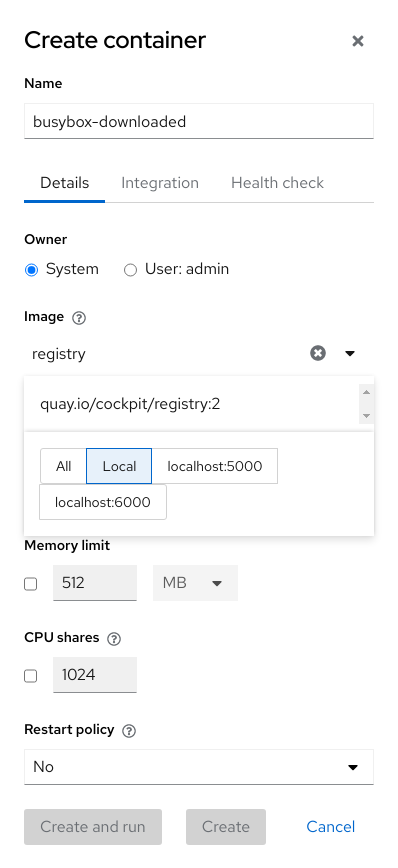 Create container
Name
busybox-downloaded
Details Integration Health check
Owner
System User: admin
Image
registry
quay.io/cockpit/registry:2
All Local localhost:5000
localhost:6000
Memory limit
512 MB
CPU shares
1024
Restart policy
No
Create and run Create Cancel